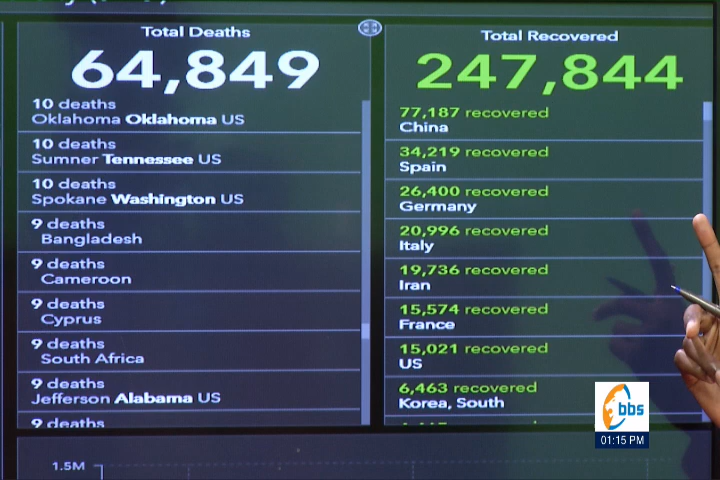 Total Deaths
64,849
10 deaths
Oklahoma Oklahoma US
10 deaths
Sumner Tennessee US
10 deaths
Spokane Washington US
9 deaths
Bangladesh
9 deaths
Cameroon
9 deaths
Cyprus
9 deaths
South Africa
9 deaths
Jefferson Alabama US
9 deaths
Total Recovered
247,844
77,187 recovered
China
34,219 recovered
Spain
26,400 recovered
Germany
20,996 recovered
Italy
19,736 recovered
Iran
15,574 recovered
France
15,021 recovered
US
6,463 recovered
Korea, South
1.5M
bbs
01:15 PM